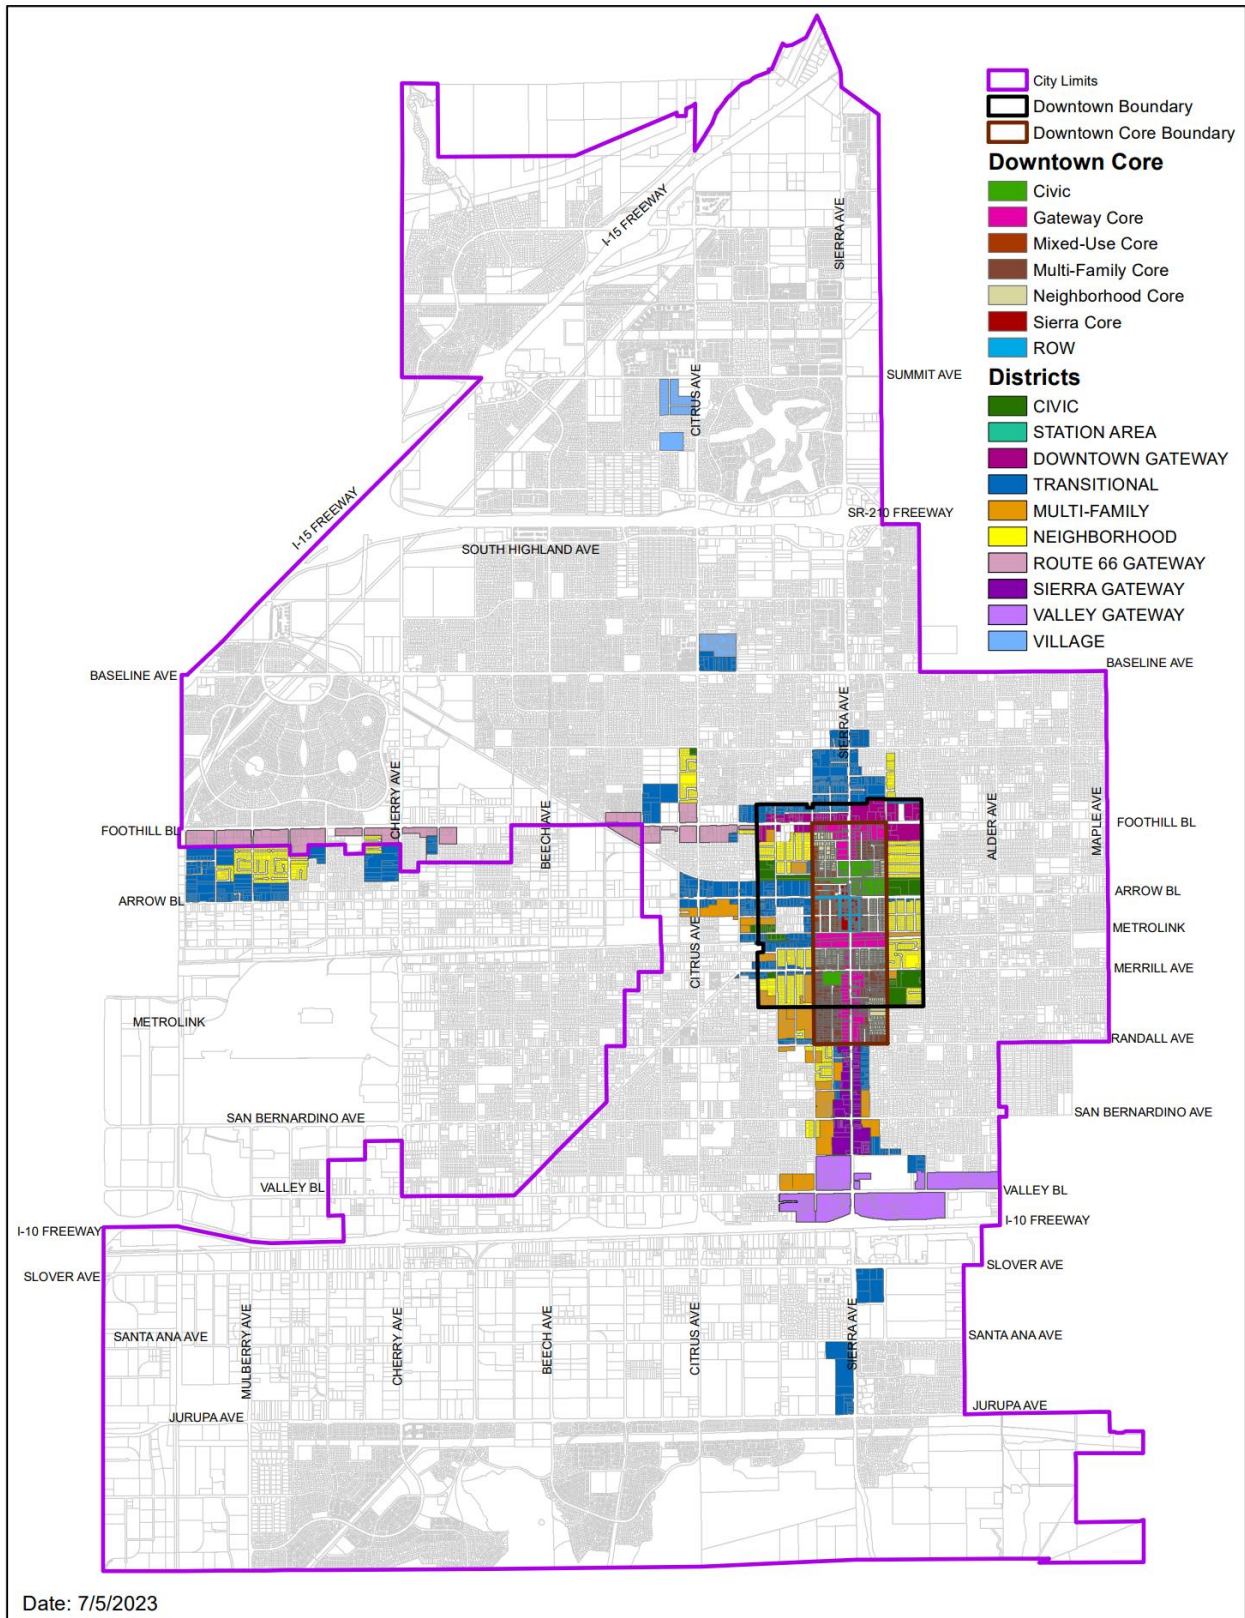 City Limits
Downtown Boundary
Downtown Core Boundary
Downtown Core
Civic
Gateway Core
Mixed-Use Core
Multi-Family Core
Neighborhood Core
Sierra Core
ROW
Districts
CIVIC
STATION AREA
DOWNTOWN GATEWAY
TRANSITIONAL
MULTI-FAMILY
NEIGHBORHOOD
ROUTE 66 GATEWAY
SIERRA GATEWAY
VALLEY GATEWAY
VILLAGE
I-15 FREEWAY
SIERRA AVE
SUMMIT AVE
CITRUS AVE
SR-210 FREEWAY
I-15 FREEWAY
SOUTH HIGHLAND AVE
BASELINE AVE
BASELINE AVE
SIERRA AVE
CHERRY AVE
BEECH AVE
ALDER AVE
MAPLE AVE
FOOTHILL BL
FOOTHILL BL
ARROW BL
ARROW BL
METROLINK
CITRUS AVE
MERRILL AVE
METROLINK
RANDALL AVE
SAN BERNARDINO AVE
SAN BERNARDINO AVE
VALLEY BL
VALLEY BL
I-10 FREEWAY
I-10 FREEWAY
SLOVER AVE
SLOVER AVE
MULBERRY AVE
CHERRY AVE
BEECH AVE
CITRUS AVE
SIERRA AVE
SANTA ANA AVE
SANTA ANA AVE
JURUPA AVE
JURUPA AVE
Date: 7/5/2023